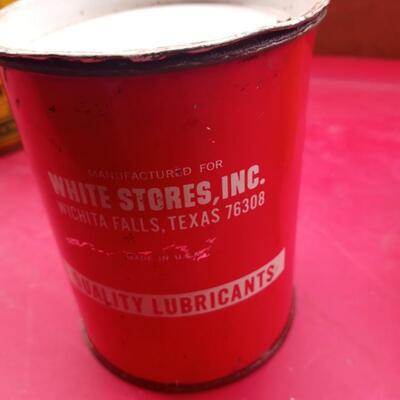 MANUFACTURED FOR
WHITE STORES, INC.
WICHITA FALLS, TEXAS 76308
MADE IN U.S.A.
QUALITY LUBRICANTS